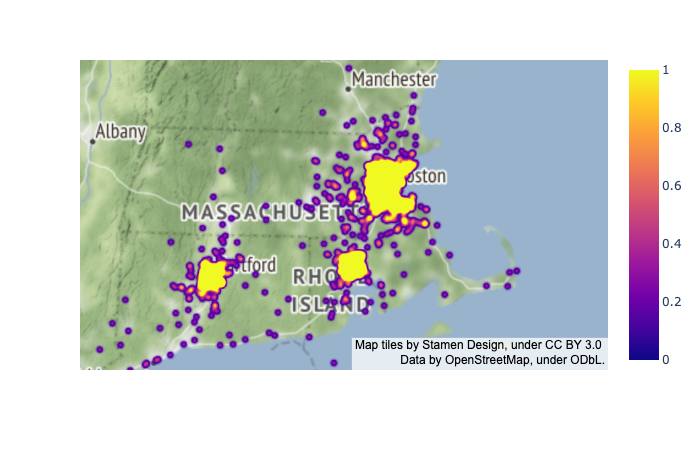 Manchester
Albany
oston
MASSACHUSETT
tford
RHO
ISLAND
Map tiles by Stamen Design, under CC BY 3.0
Data by OpenStreetMap, under ODbL.
1
0.8
0.6
0.4
0.2
0